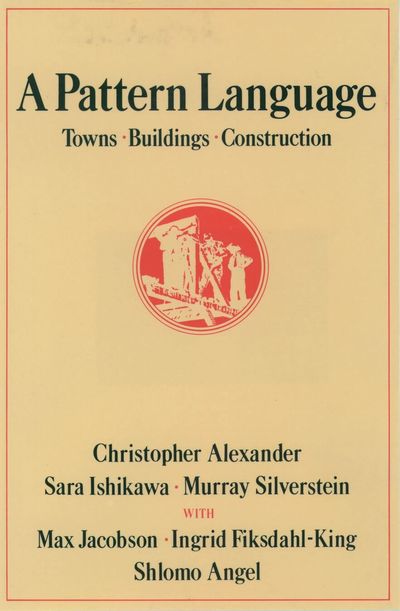 A Pattern Language
Towns · Buildings · Construction
Christopher Alexander
Sara Ishikawa · Murray Silverstein
WITH
Max Jacobson · Ingrid Fiksdahl-King
Shlomo Angel